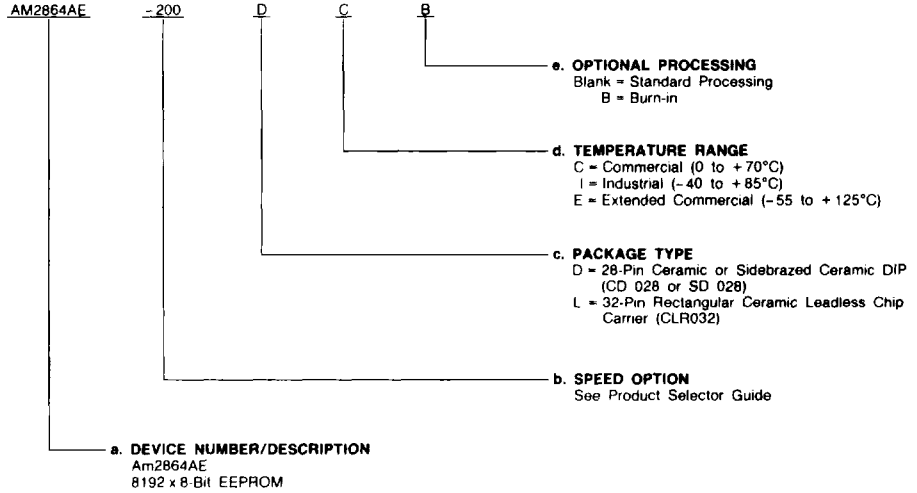 AM2864AE -200 D C B
e. OPTIONAL PROCESSING
Blank = Standard Processing
B = Burn-in
d. TEMPERATURE RANGE
C = Commercial (0 to +70°C)
I = Industrial (-40 to +85°C)
E = Extended Commercial (-55 to +125°C)
c. PACKAGE TYPE
D = 28-Pin Ceramic or Sidebrazed Ceramic DIP
(CD 028 or SD 028)
L = 32-Pin Rectangular Ceramic Leadless Chip
Carrier (CLR032)
b. SPEED OPTION
See Product Selector Guide
a. DEVICE NUMBER/DESCRIPTION
Am2864AE
8192 x 8-Bit EEPROM